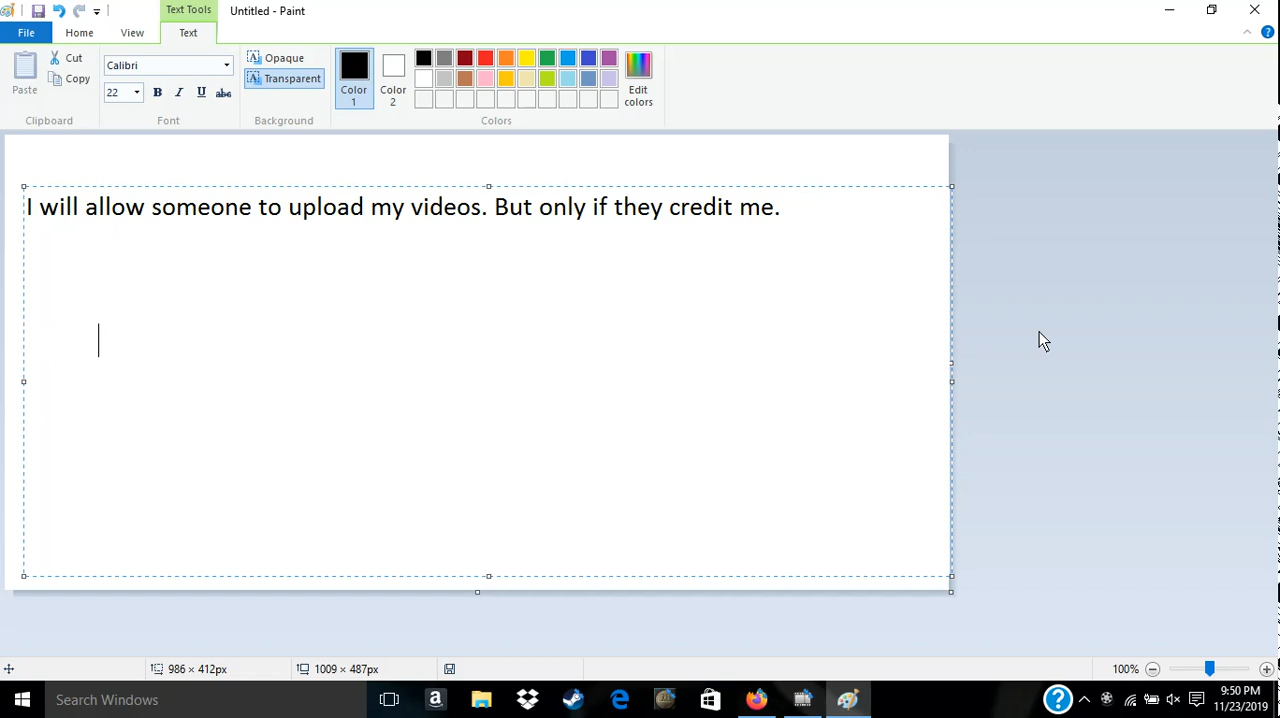 Text Tools
Untitled - Paint
File
Home
View
Text
Paste
Cut
Copy
Clipboard
Calibri
22
B
I
U
abc
Font
Opaque
Transparent
Background
Color 1
Color 2
Edit colors
Colors
I will allow someone to upload my videos. But only if they credit me.
986 × 412px
1009 × 487px
100%
Search Windows
9:50 PM
11/23/2019